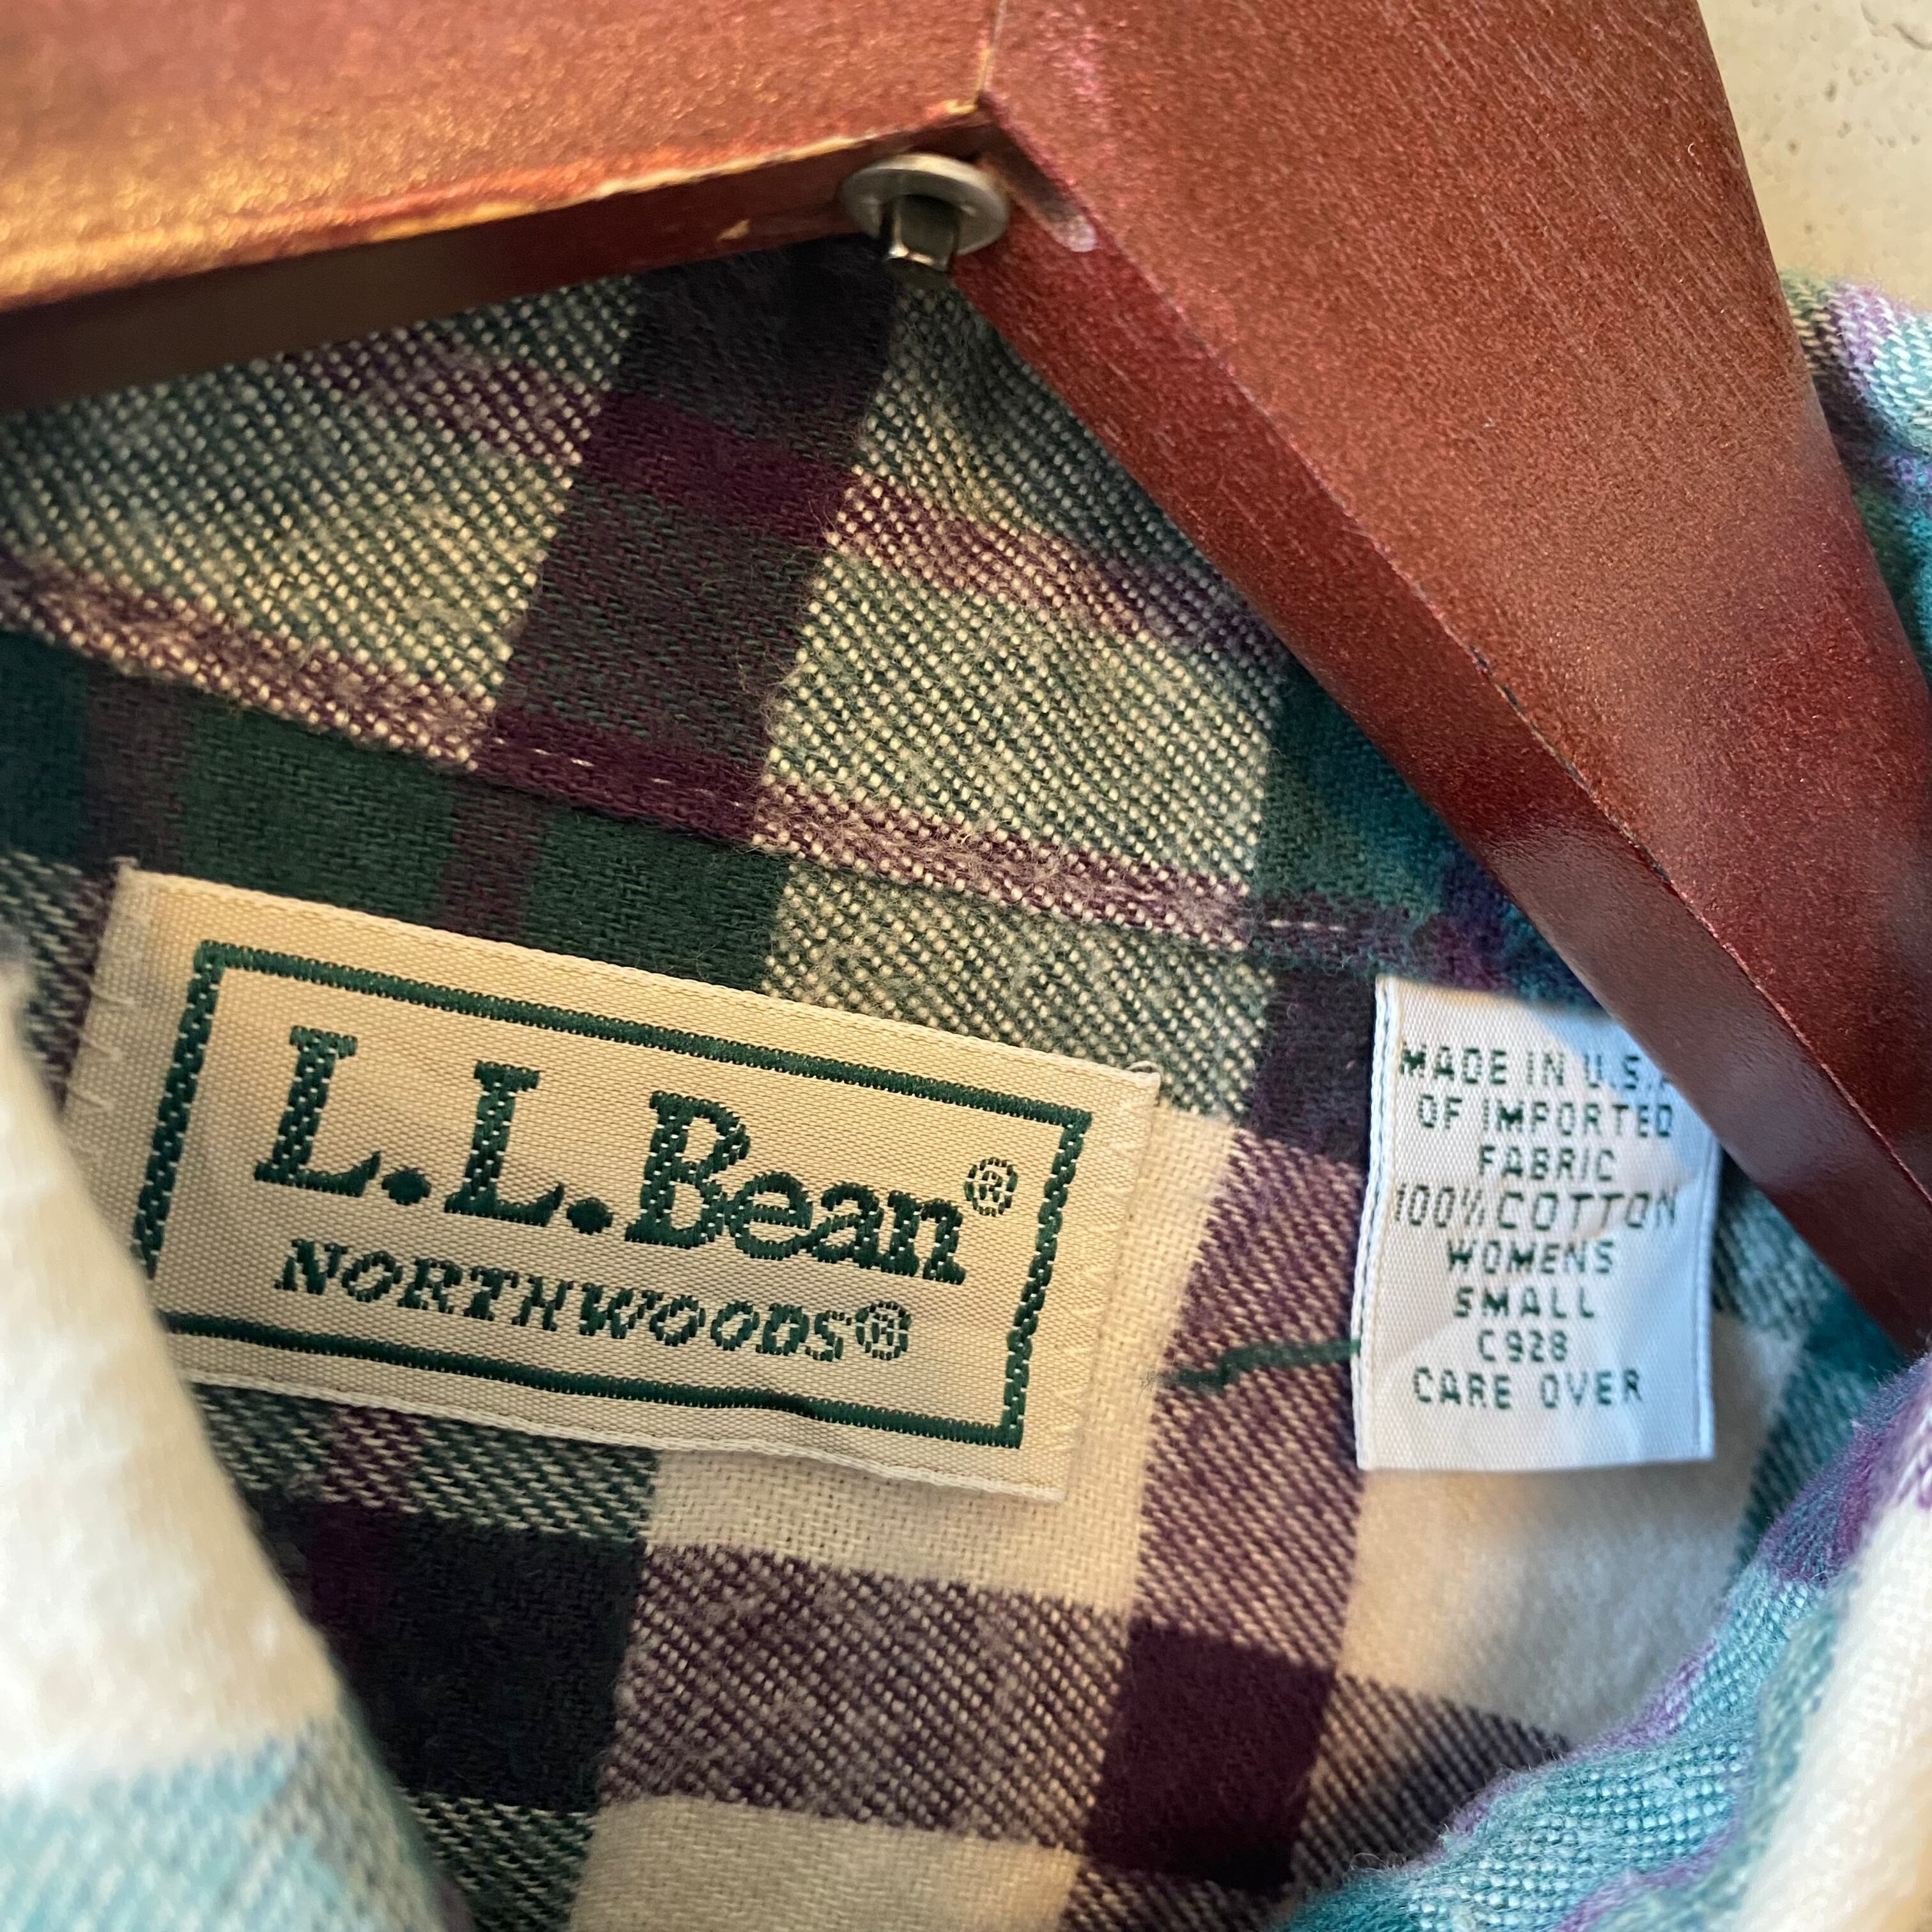 L.L.Bean®
NORTHWOODS®
MADE IN U.S.A
OF IMPORTED
FABRIC
100% COTTON
WOMENS
SMALL
C928
CARE OVER